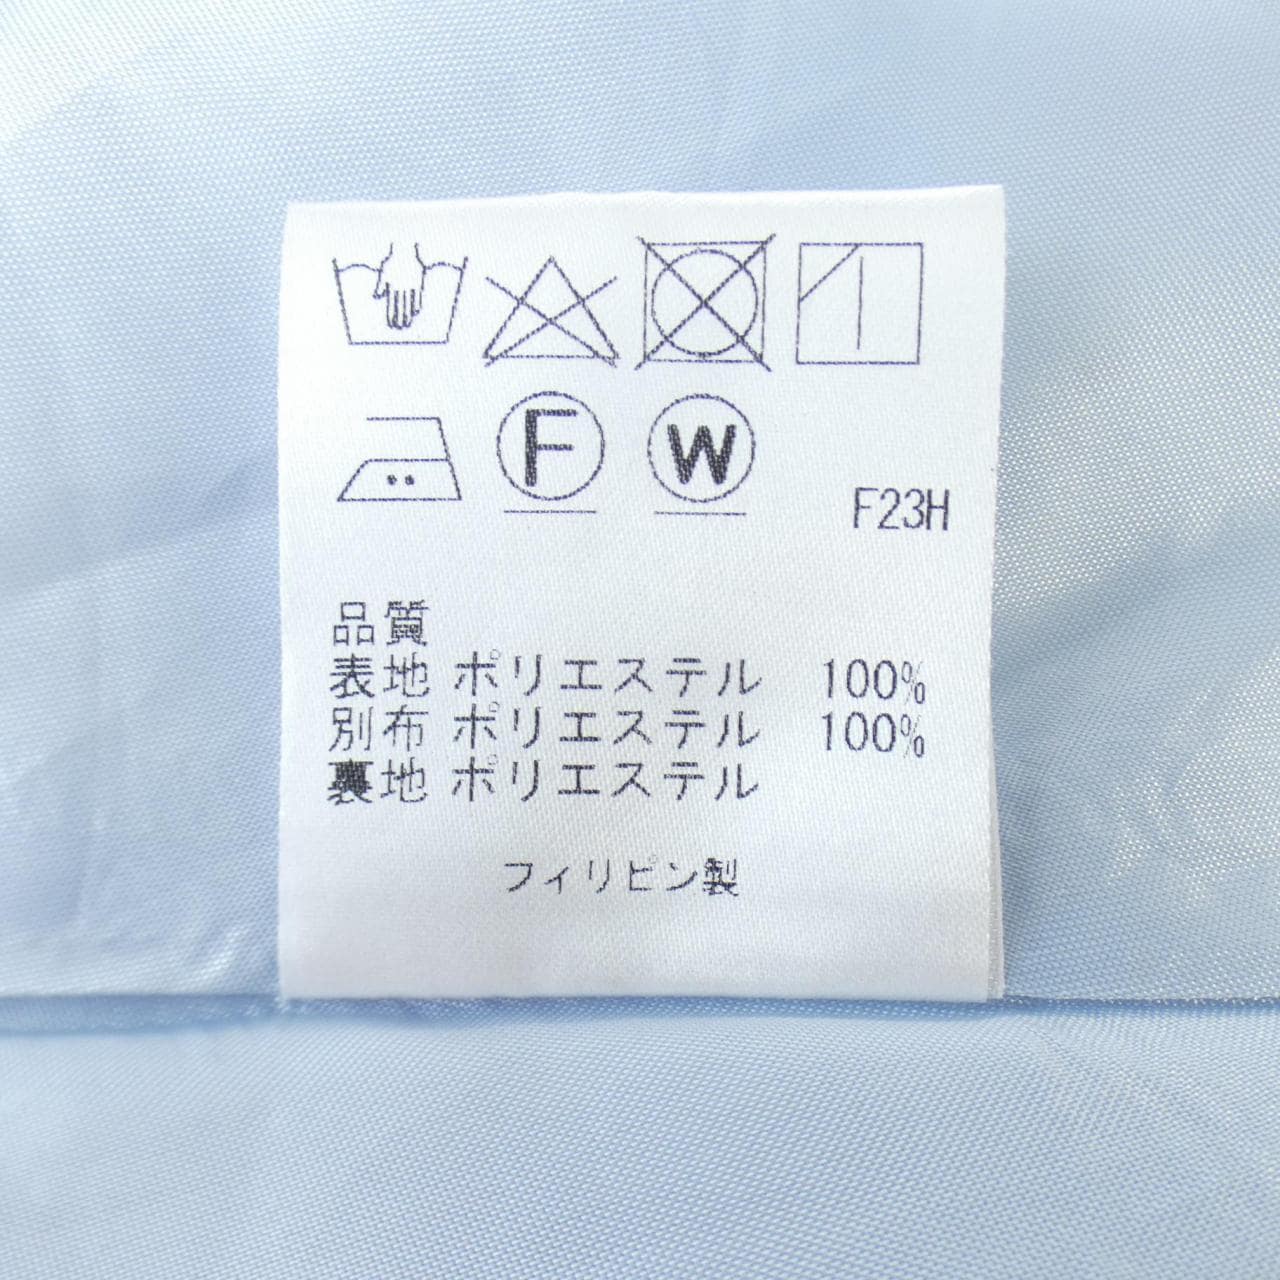 F
W
F23H
品質
表地 ポリエステル 100%
別布 ポリエステル 100%
裏地 ポリエステル
フィリピン製